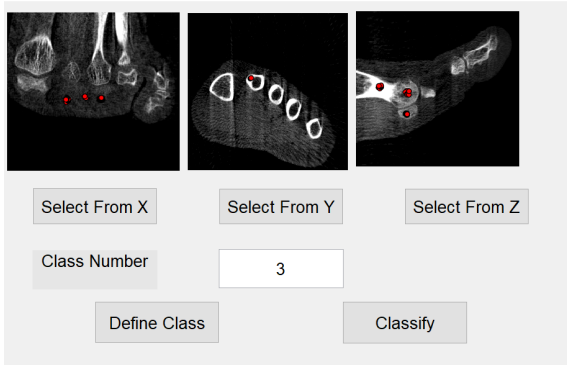 Select From X
Select From Y
Select From Z
Class Number
3
Define Class
Classify